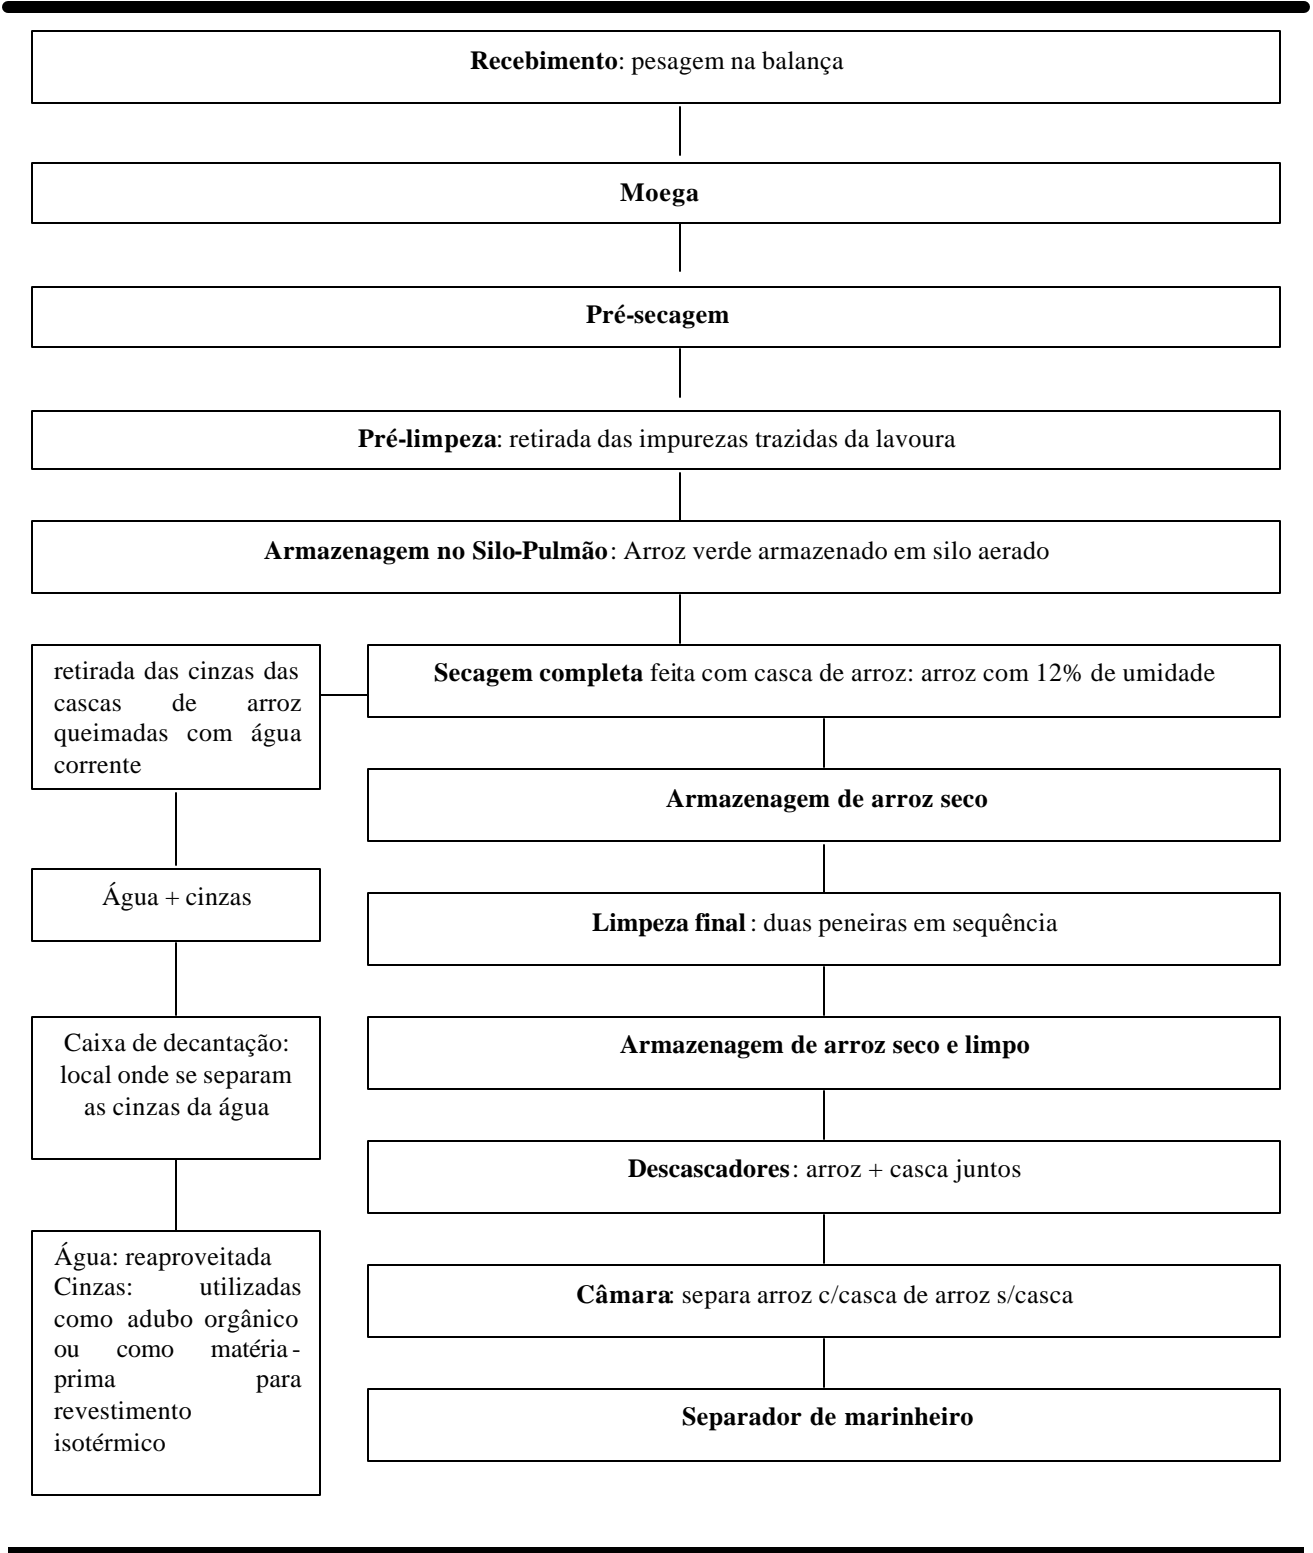 Recebimento: pesagem na balança
Moega
Pré-secagem
Pré-limpeza: retirada das impurezas trazidas da lavoura
Armazenagem no Silo-Pulmão: Arroz verde armazenado em silo aerado
retirada das cinzas das
cascas de arroz
queimadas com água
corrente
Secagem completa feita com casca de arroz: arroz com 12% de umidade
Armazenagem de arroz seco
Água + cinzas
Limpeza final : duas peneiras em sequência
Caixa de decantação:
local onde se separam
as cinzas da água
Armazenagem de arroz seco e limpo
Descascadores: arroz + casca juntos
Água: reaproveitada
Cinzas: utilizadas
como adubo orgânico
ou como matéria-
prima para
revestimento
isotérmico
Câmara: separa arroz c/casca de arroz s/casca
Separador de marinheiro